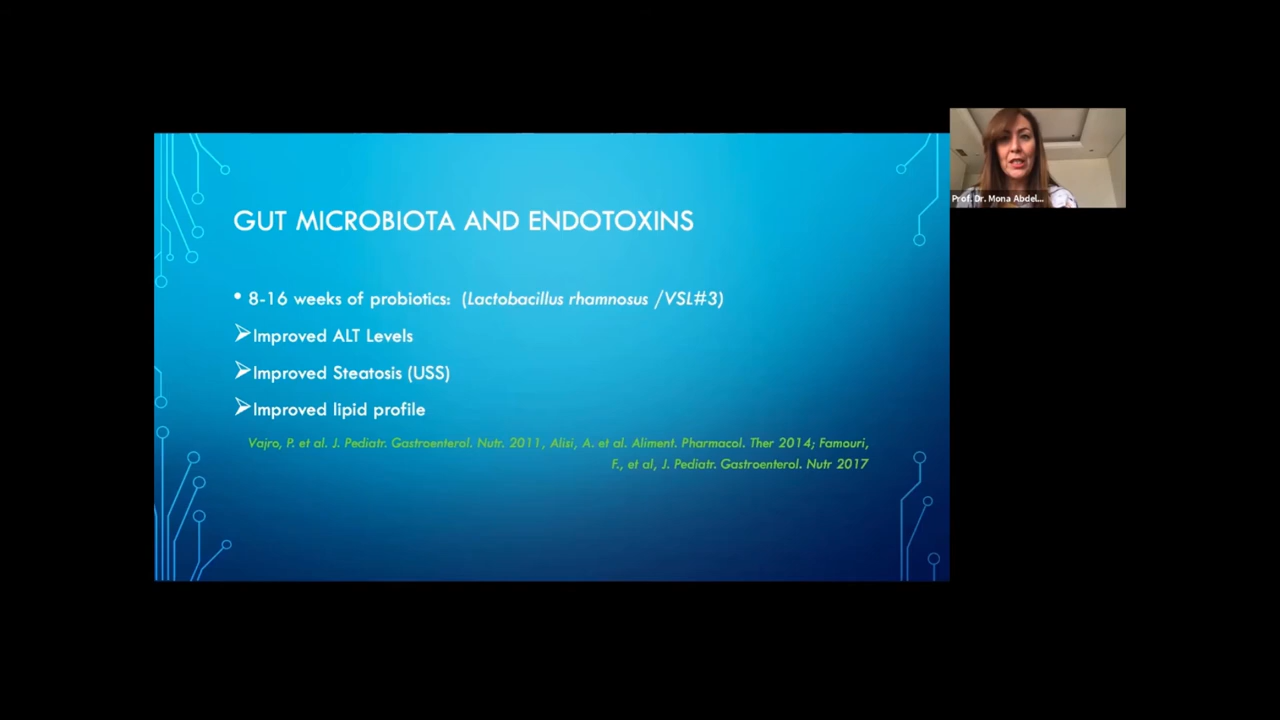 GUT MICROBIOTA AND ENDOTOXINS
• 8-16 weeks of probiotics: (Lactobacillus rhamnosus /VSL#3)
➢Improved ALT Levels
➢Improved Steatosis (USS)
➢Improved lipid profile
Vajro, P. et al. J. Pediatr. Gastroenterol. Nutr. 2011, Alisi, A. et al. Aliment. Pharmacol. Ther 2014; Famouri,
F., et al, J. Pediatr. Gastroenterol. Nutr 2017
Prof. Dr. Mona Abdel...